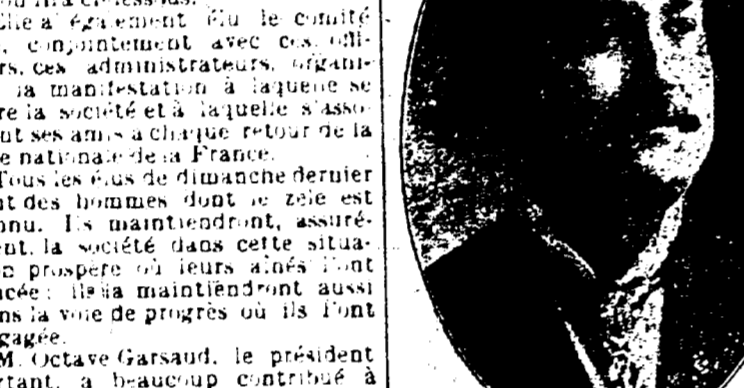 Elle a également élu le comité
conjointement avec ces offi-
rs, ces administrateurs, organi-
la manifestation à laquelle se
re la société et à laquelle s'asso-
nt ses amis a chaque retour de la
e nationale de la France.
Tous les élus de dimanche dernier
nt des hommes dont le zèle est
nnu. Ils maintiendront, assuré-
ent, la société dans cette situa-
n prospère où leurs aînés l'ont
cée; ils la maintiendront aussi
ns la voie de progrès où ils l'ont
gagée.
M. Octave Garsaud, le président
rtant, a beaucoup contribué à